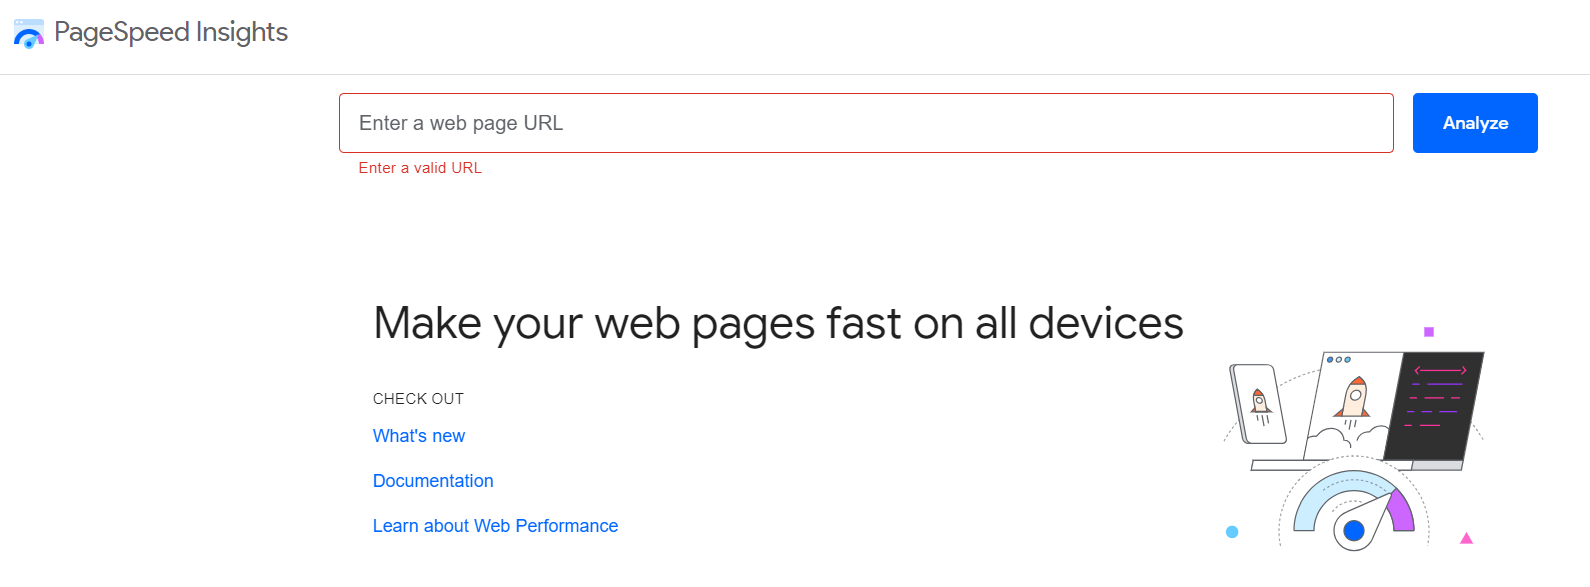 PageSpeed Insights
Enter a web page URL
Analyze
Enter a valid URL
Make your web pages fast on all devices
CHECK OUT
What's new
Documentation
Learn about Web Performance